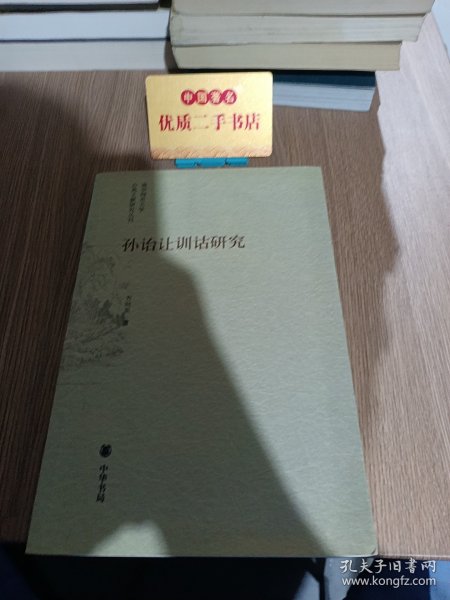 中国著名
优质二手书店
孙诒让训诂研究
著
中华书局
孔夫子旧书网
www.kongfz.com